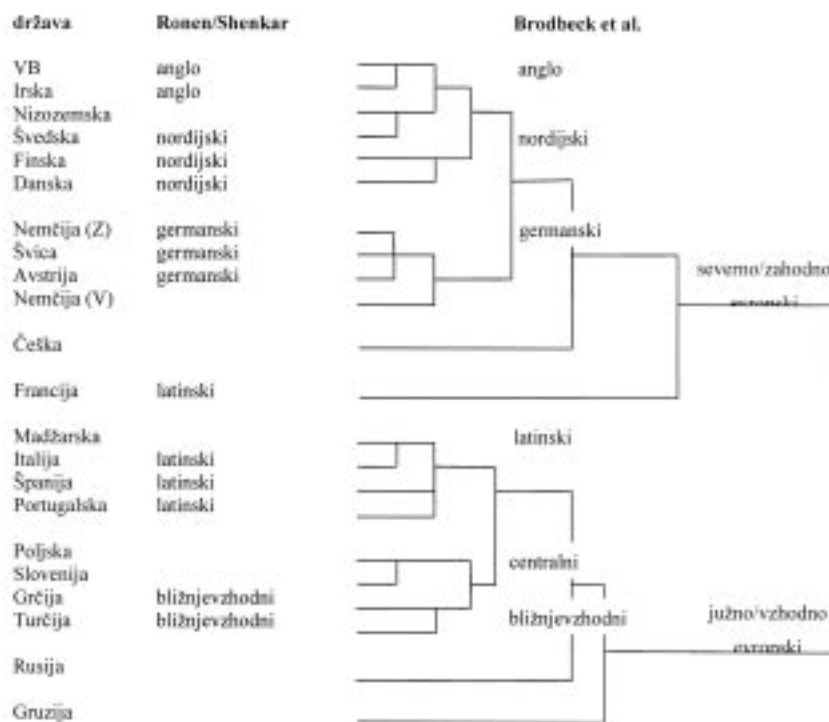 država Ronen/Shenkar Brodbeck et al.
VB anglo anglo
Irska anglo
Nizozemska
Švedska nordijski nordijski
Finska nordijski
Danska nordijski
Nemčija (Z) germanski germanski
Švica germanski
Avstrija germanski severno/zahodno
Nemčija (V)
evropski
Češka
Francija latinski
Madžarska latinski
Italija latinski
Španija latinski
Portugalska latinski
Poljska
Slovenija centralni
Grčija bližnjevzhodni
Turčija bližnjevzhodni bližnjevzhodni južno/vzhodno
evropski
Rusija
Gruzija